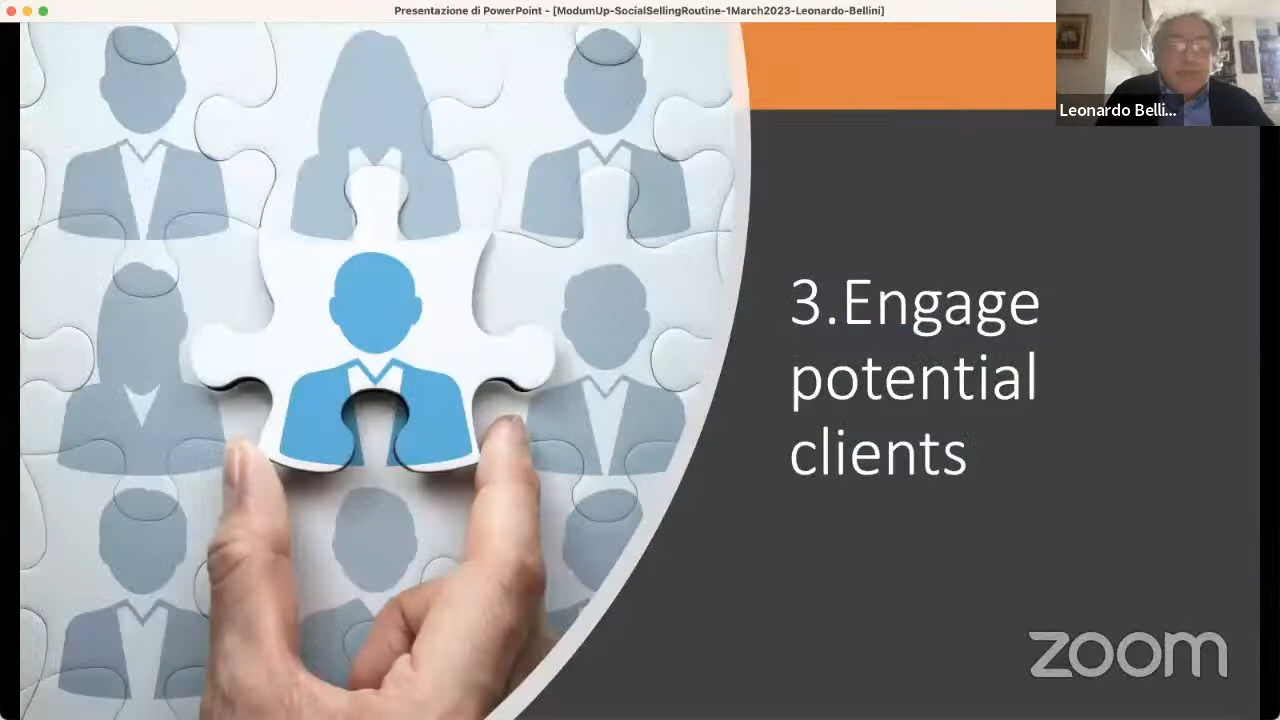 Presentazione di PowerPoint - [ModumUp-SocialSellingRoutine-1March2023-Leonardo-Bellini]
Leonardo Belli...
3.Engage
potential
clients
zoom